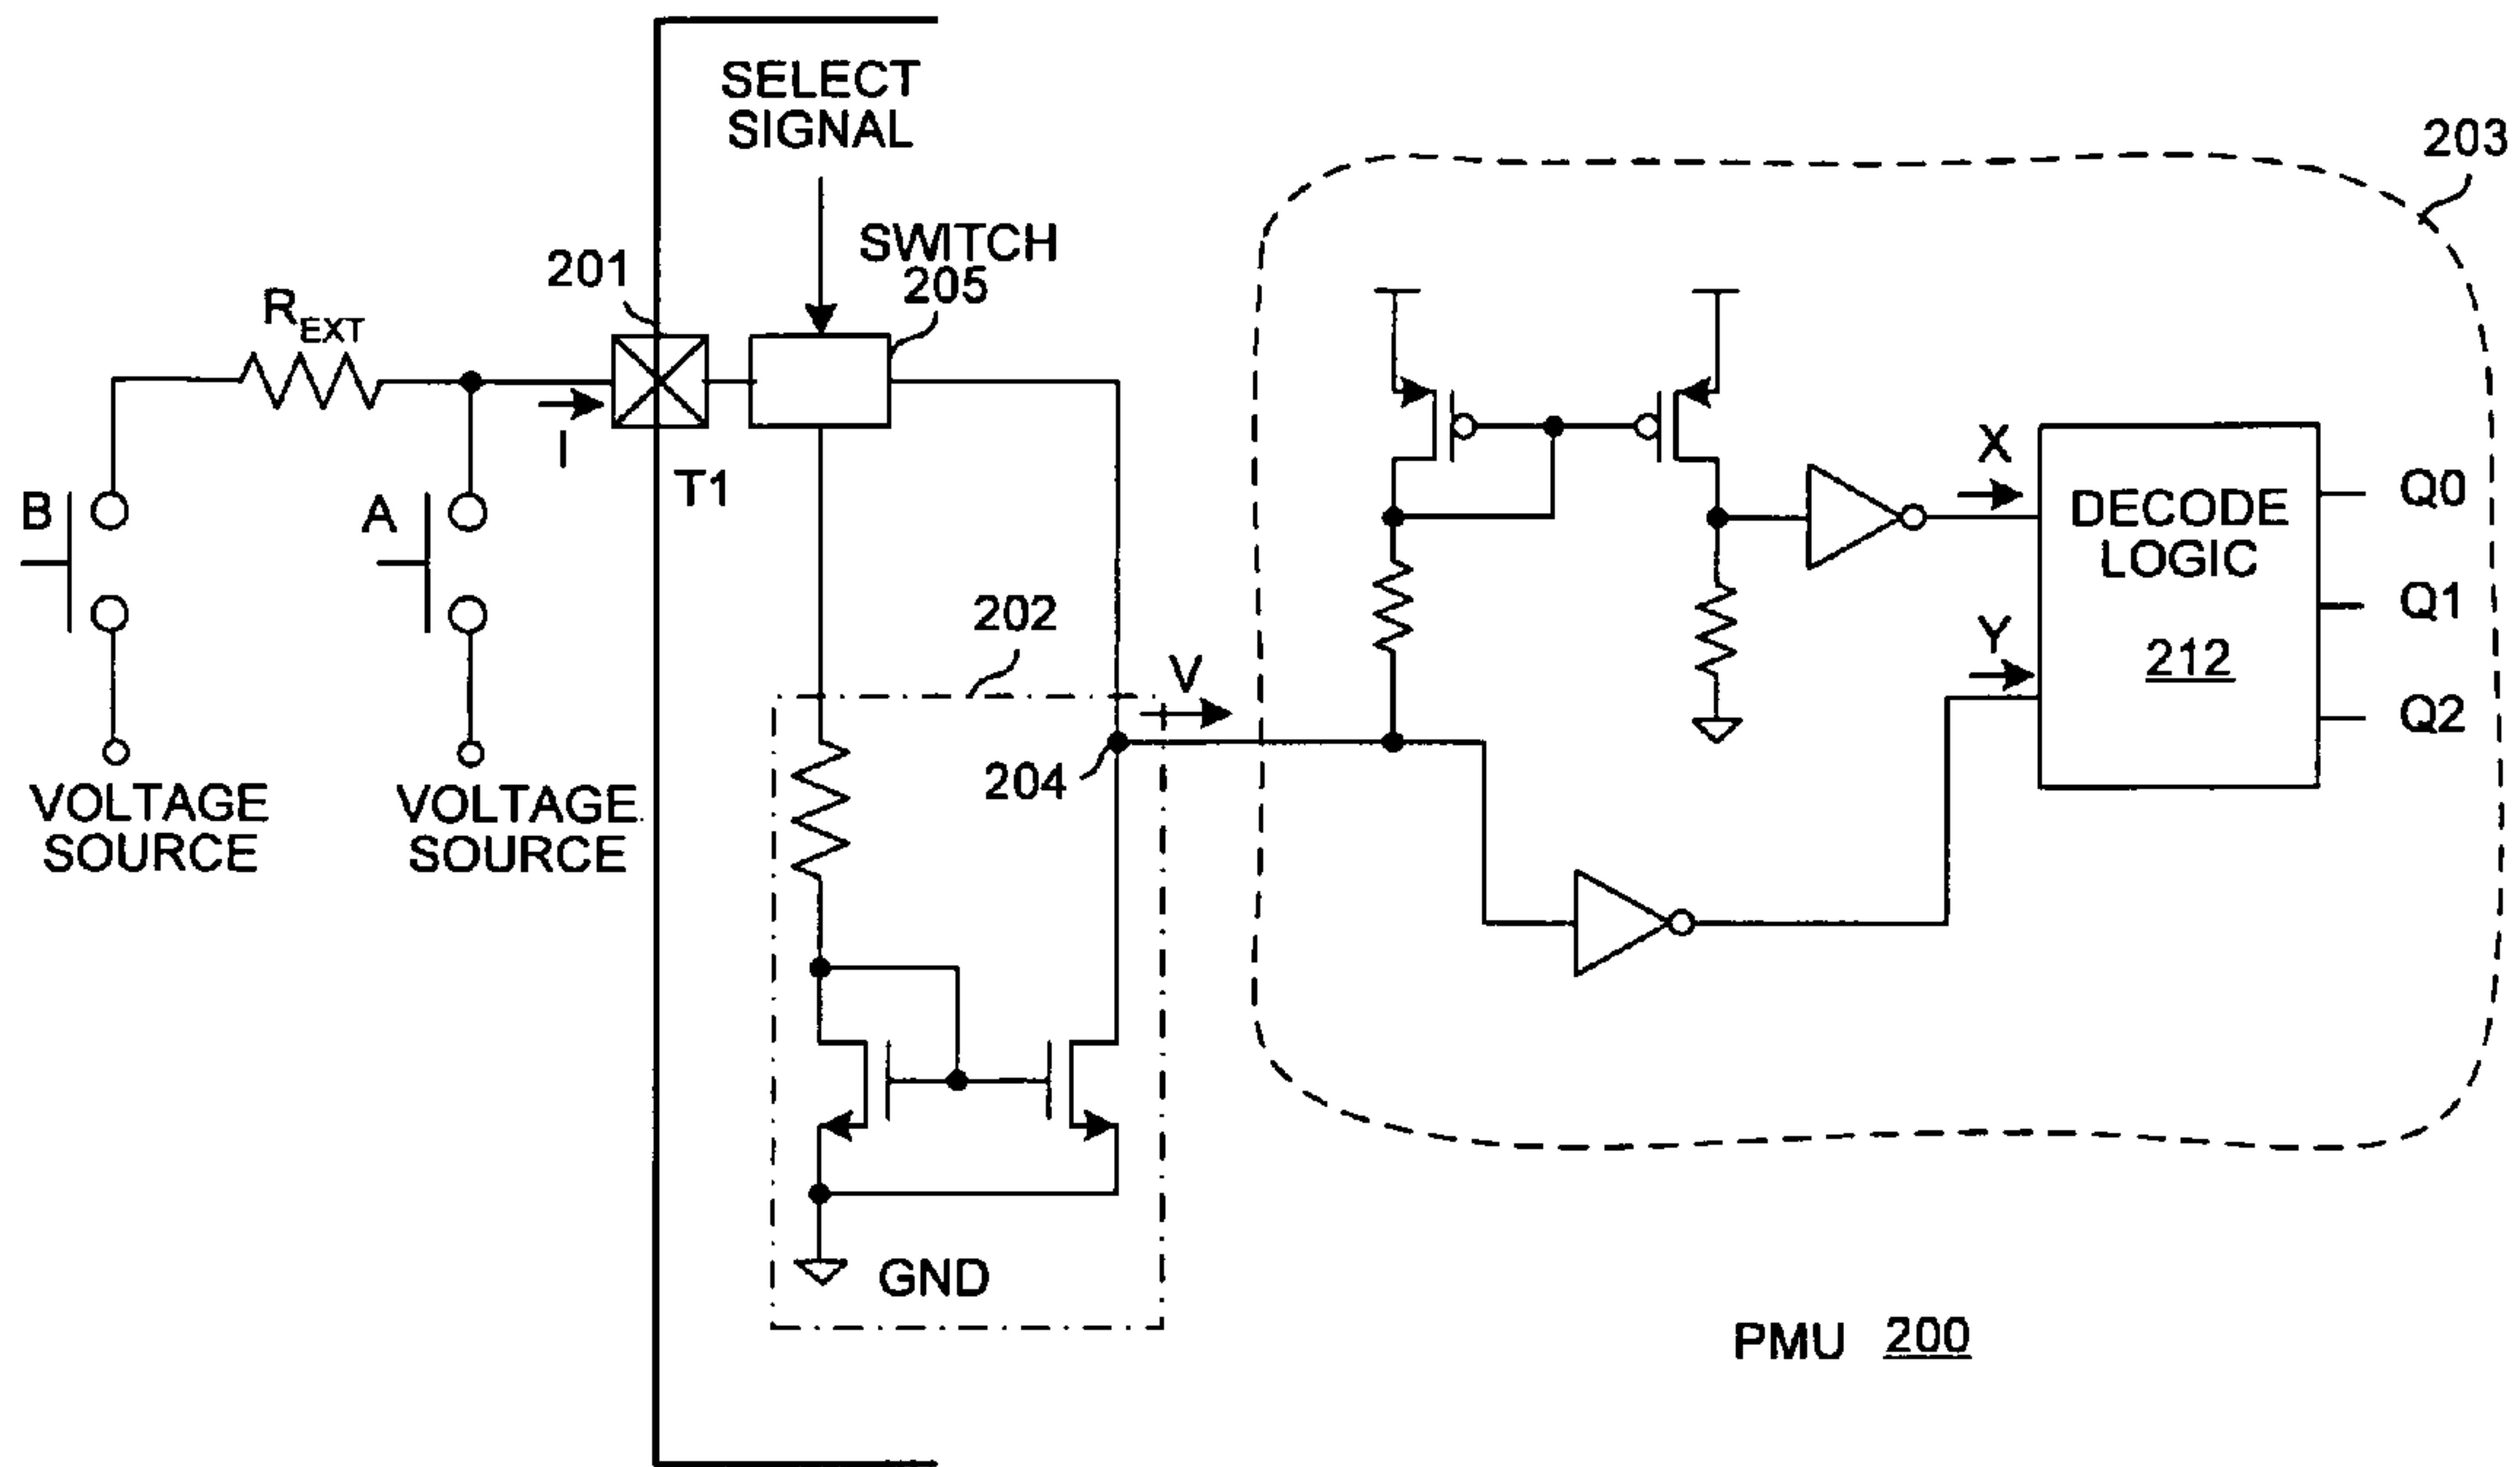 SELECT
SIGNAL
203
SWITCH
205
201
REXT
I
T1
X
Q0
B
A
DECODE
LOGIC
Q1
202
Y
212
V
Q2
204
VOLTAGE
SOURCE
VOLTAGE
SOURCE
GND
PMU 200